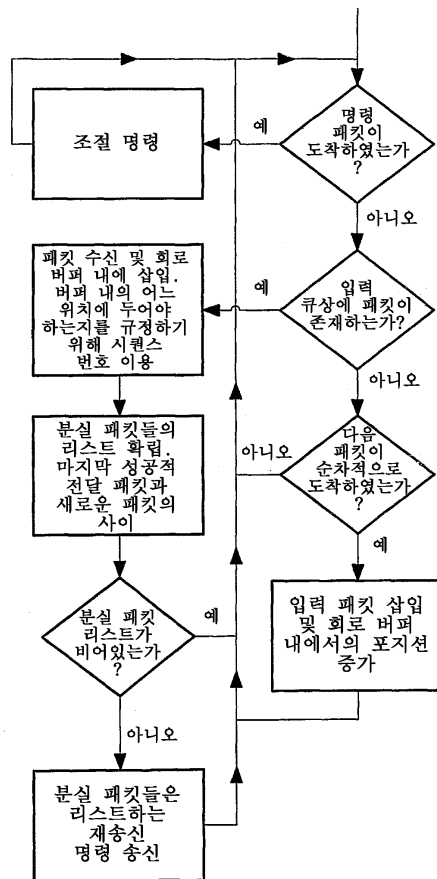 명령
패킷이
도착하였는가
?
예
조절 명령
아니오
입력
큐상에 패킷이
존재하는가?
예
패킷 수신 및 회로
버퍼 내에 삽입.
버퍼 내의 어느
위치에 두어야
하는지를 규정하기
위해 시퀀스
번호 이용
아니오
다음
패킷이
순차적으로
도착하였는가
?
아니오
예
분실 패킷들의
리스트 확립.
마지막 성공적
전달 패킷과
새로운 패킷의
사이
입력 패킷 삽입
및 회로 버퍼
내에서의 포지션
증가
분실 패킷
리스트가
비어있는가
?
예
아니오
분실 패킷들은
리스트하는
재송신
명령 송신